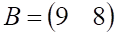 B = (9 8)